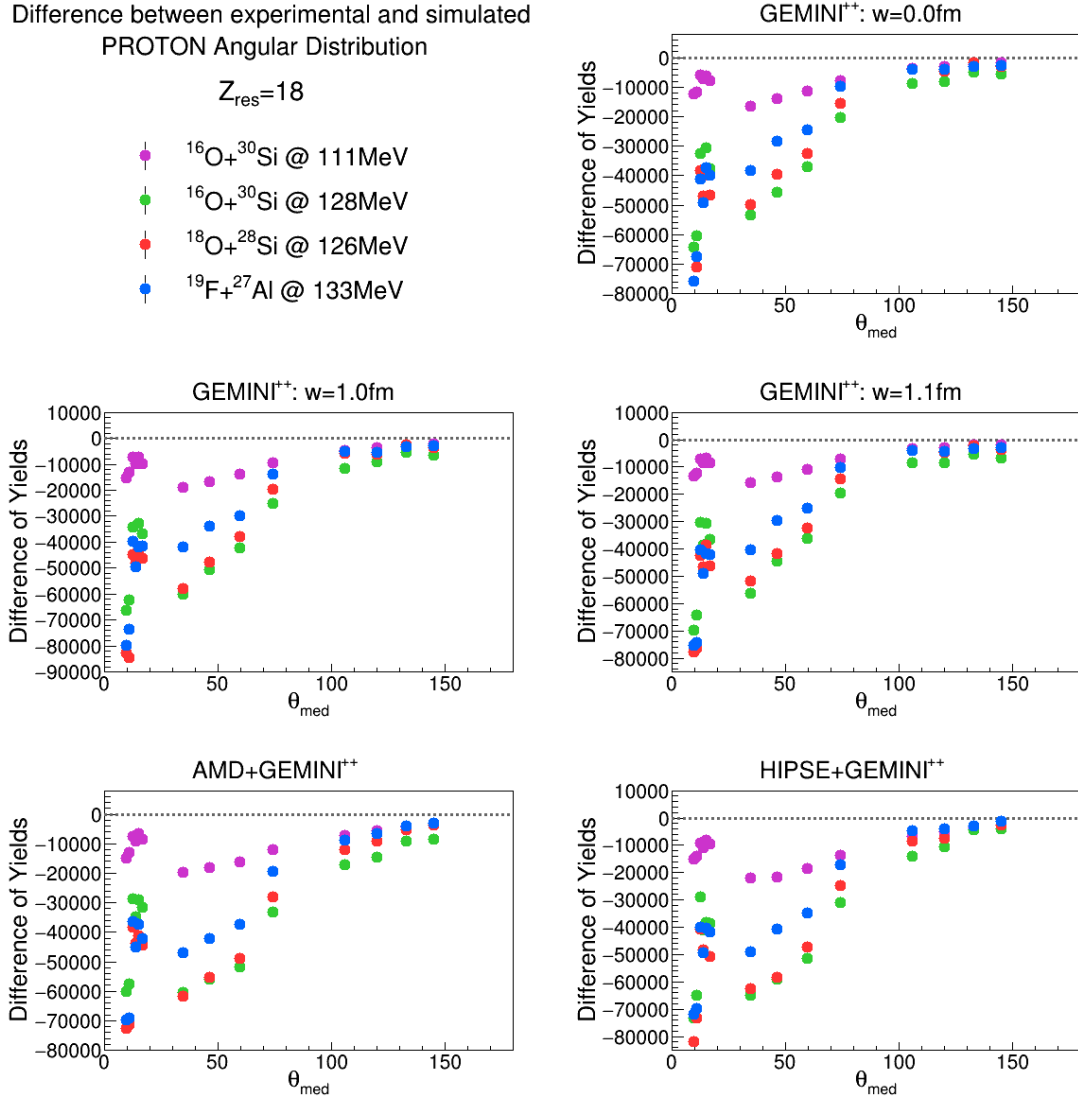 Difference between experimental and simulated
PROTON Angular Distribution
Z_res=18
¹⁶O+³⁰Si @ 111MeV
¹⁶O+³⁰Si @ 128MeV
¹⁸O+²⁸Si @ 126MeV
¹⁹F+²⁷Al @ 133MeV
GEMINI⁺⁺: w=0.0fm
Difference of Yields
0
−10000
−20000
−30000
−40000
−50000
−60000
−70000
−80000
0 50 100 150
θ_med
GEMINI⁺⁺: w=1.0fm
Difference of Yields
10000
0
−10000
−20000
−30000
−40000
−50000
−60000
−70000
−80000
−90000
0 50 100 150
θ_med
GEMINI⁺⁺: w=1.1fm
Difference of Yields
10000
0
−10000
−20000
−30000
−40000
−50000
−60000
−70000
−80000
0 50 100 150
θ_med
AMD+GEMINI⁺⁺
Difference of Yields
0
−10000
−20000
−30000
−40000
−50000
−60000
−70000
−80000
0 50 100 150
θ_med
HIPSE+GEMINI⁺⁺
Difference of Yields
10000
0
−10000
−20000
−30000
−40000
−50000
−60000
−70000
−80000
0 50 100 150
θ_med